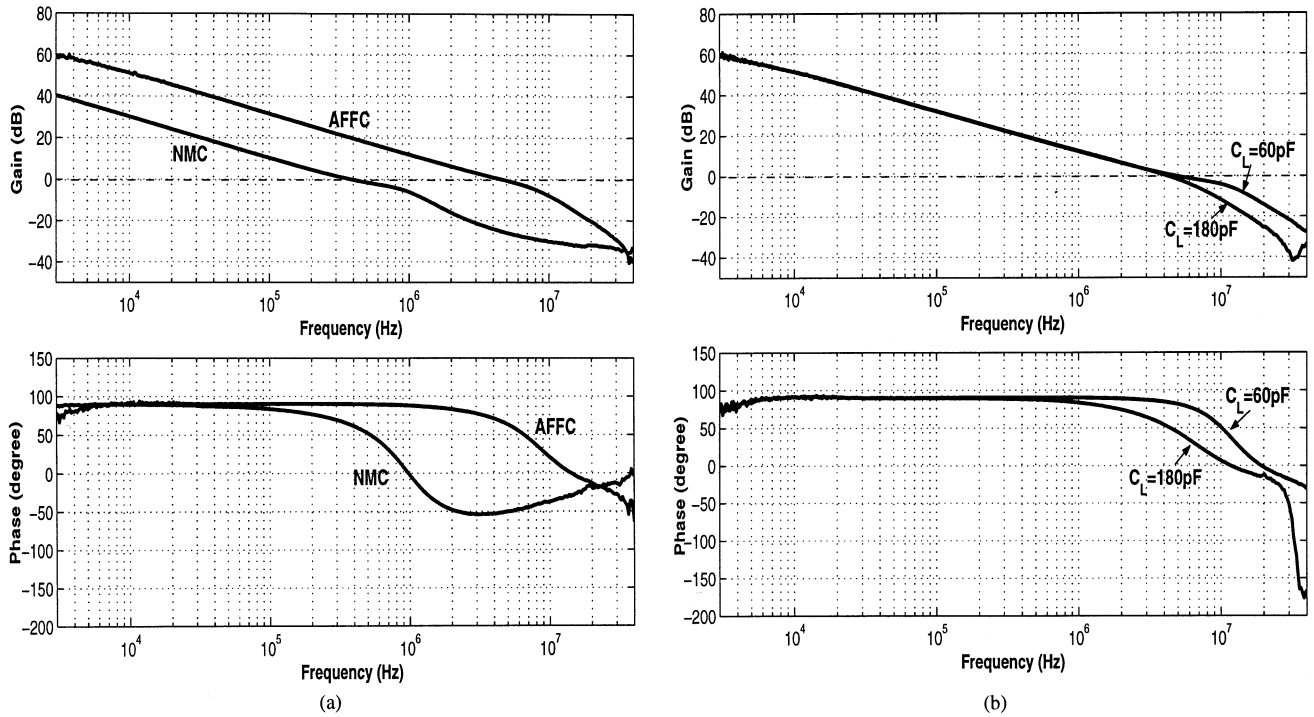 80
60
40
20
0
−20
−40
Gain (dB)
AFFC
NMC
10^4
10^5
10^6
10^7
Frequency (Hz)
80
60
40
20
0
−20
−40
Gain (dB)
C_L=60pF
C_L=180pF
10^4
10^5
10^6
10^7
Frequency (Hz)
150
100
50
0
−50
−100
−150
−200
Phase (degree)
AFFC
NMC
10^4
10^5
10^6
10^7
Frequency (Hz)
(a)
150
100
50
0
−50
−100
−150
−200
Phase (degree)
C_L=60pF
C_L=180pF
10^4
10^5
10^6
10^7
Frequency (Hz)
(b)